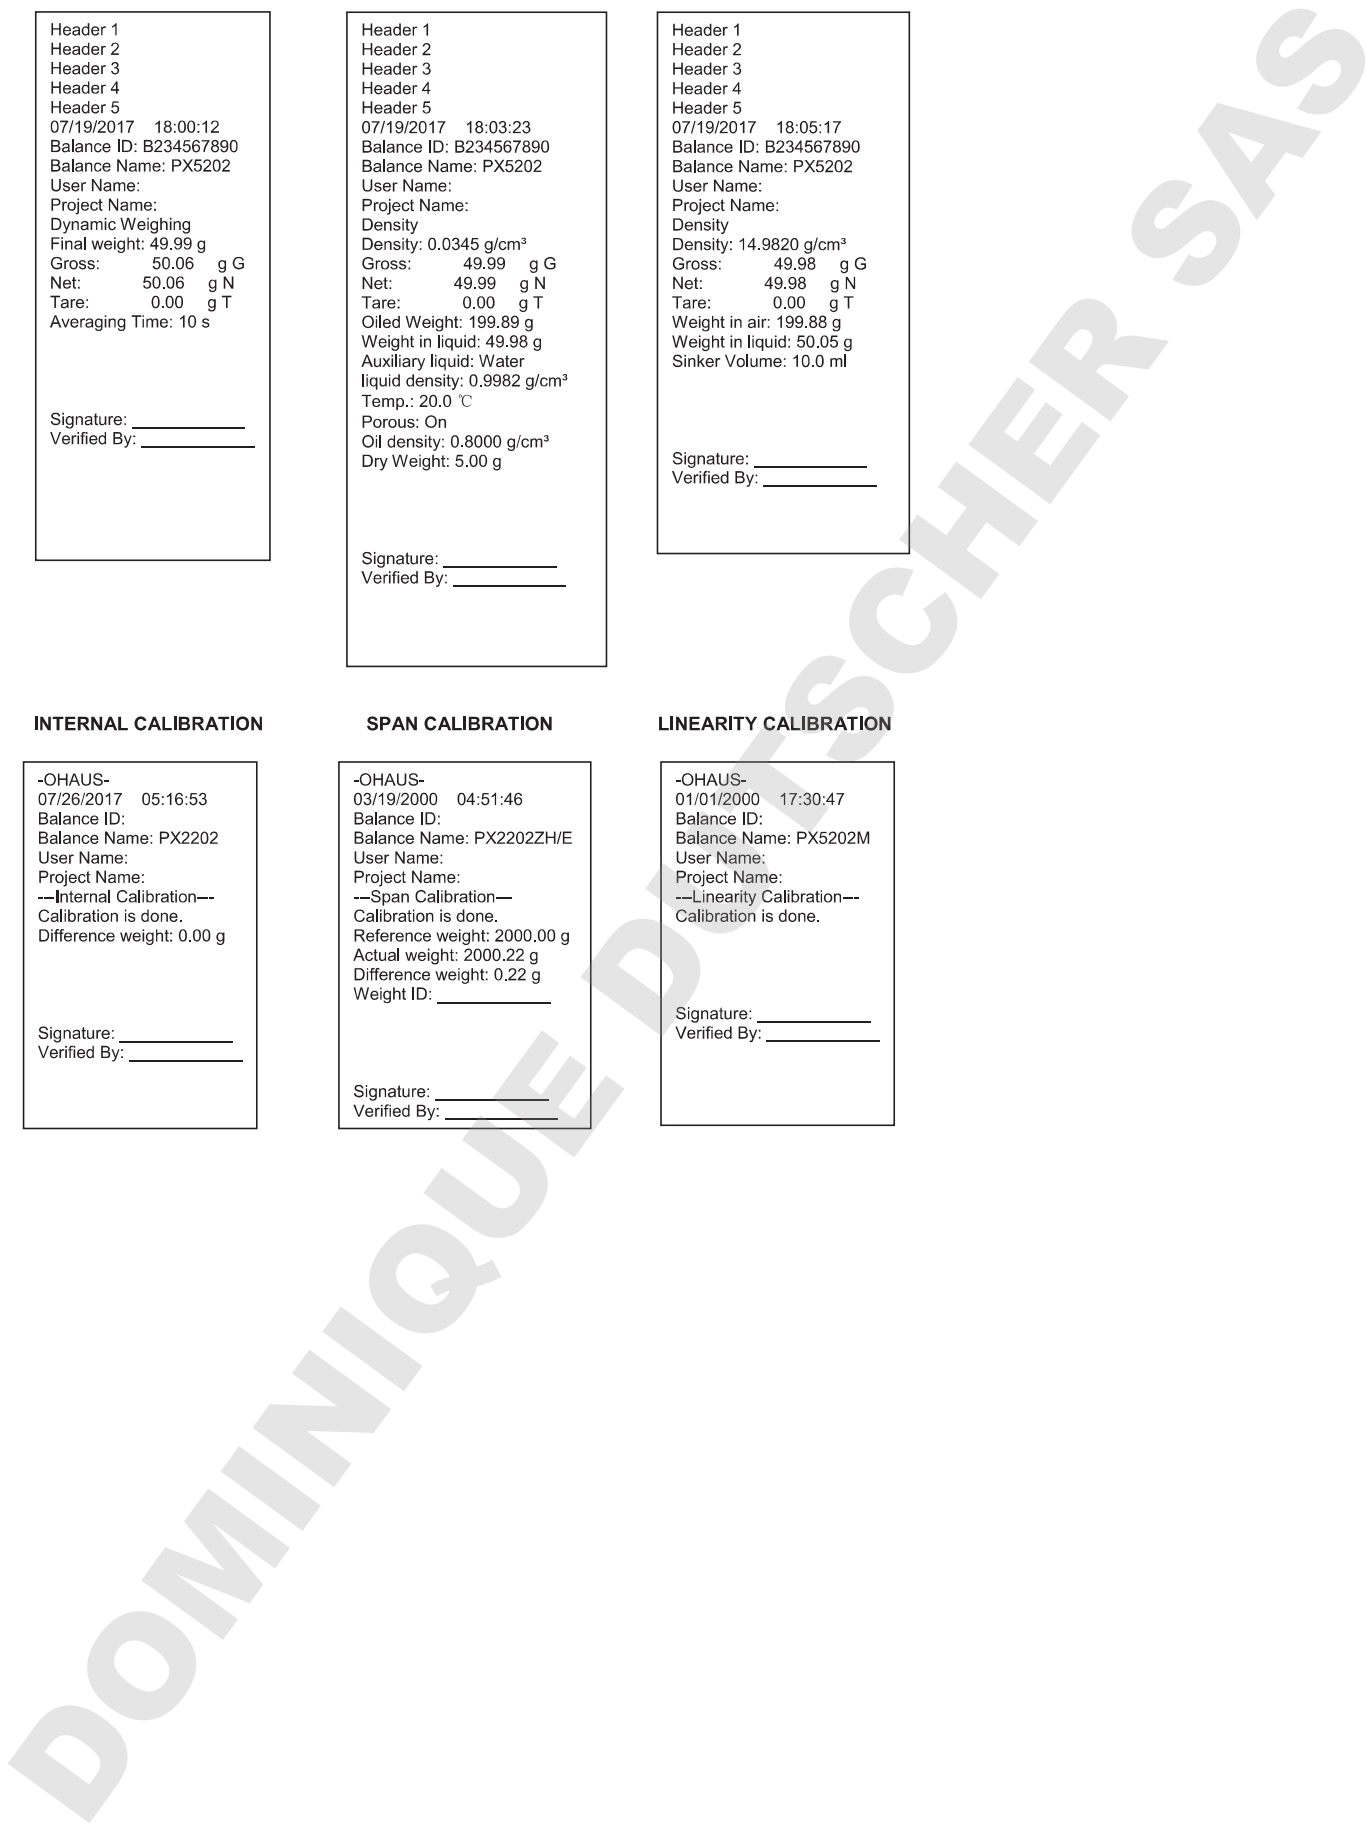 Header 1
Header 2
Header 3
Header 4
Header 5
07/19/2017 18:00:12
Balance ID: B234567890
Balance Name: PX5202
User Name:
Project Name:
Dynamic Weighing
Final weight: 49.99 g
Gross: 50.06 g G
Net: 50.06 g N
Tare: 0.00 g T
Averaging Time: 10 s
Signature:
Verified By:
Header 1
Header 2
Header 3
Header 4
Header 5
07/19/2017 18:03:23
Balance ID: B234567890
Balance Name: PX5202
User Name:
Project Name:
Density
Density: 0.0345 g/cm³
Gross: 49.99 g G
Net: 49.99 g N
Tare: 0.00 g T
Oiled Weight: 199.89 g
Weight in liquid: 49.98 g
Auxiliary liquid: Water
liquid density: 0.9982 g/cm³
Temp.: 20.0 ℃
Porous: On
Oil density: 0.8000 g/cm³
Dry Weight: 5.00 g
Signature:
Verified By:
Header 1
Header 2
Header 3
Header 4
Header 5
07/19/2017 18:05:17
Balance ID: B234567890
Balance Name: PX5202
User Name:
Project Name:
Density
Density: 14.9820 g/cm³
Gross: 49.98 g G
Net: 49.98 g N
Tare: 0.00 g T
Weight in air: 199.88 g
Weight in liquid: 50.05 g
Sinker Volume: 10.0 ml
Signature:
Verified By:
INTERNAL CALIBRATION
-OHAUS-
07/26/2017 05:16:53
Balance ID:
Balance Name: PX2202
User Name:
Project Name:
---Internal Calibration---
Calibration is done.
Difference weight: 0.00 g
Signature:
Verified By:
SPAN CALIBRATION
-OHAUS-
03/19/2000 04:51:46
Balance ID:
Balance Name: PX2202ZH/E
User Name:
Project Name:
---Span Calibration---
Calibration is done.
Reference weight: 2000.00 g
Actual weight: 2000.22 g
Difference weight: 0.22 g
Weight ID:
Signature:
Verified By:
LINEARITY CALIBRATION
-OHAUS-
01/01/2000 17:30:47
Balance ID:
Balance Name: PX5202M
User Name:
Project Name:
---Linearity Calibration---
Calibration is done.
Signature:
Verified By:
DOMINIQUE DUTSCHER SAS